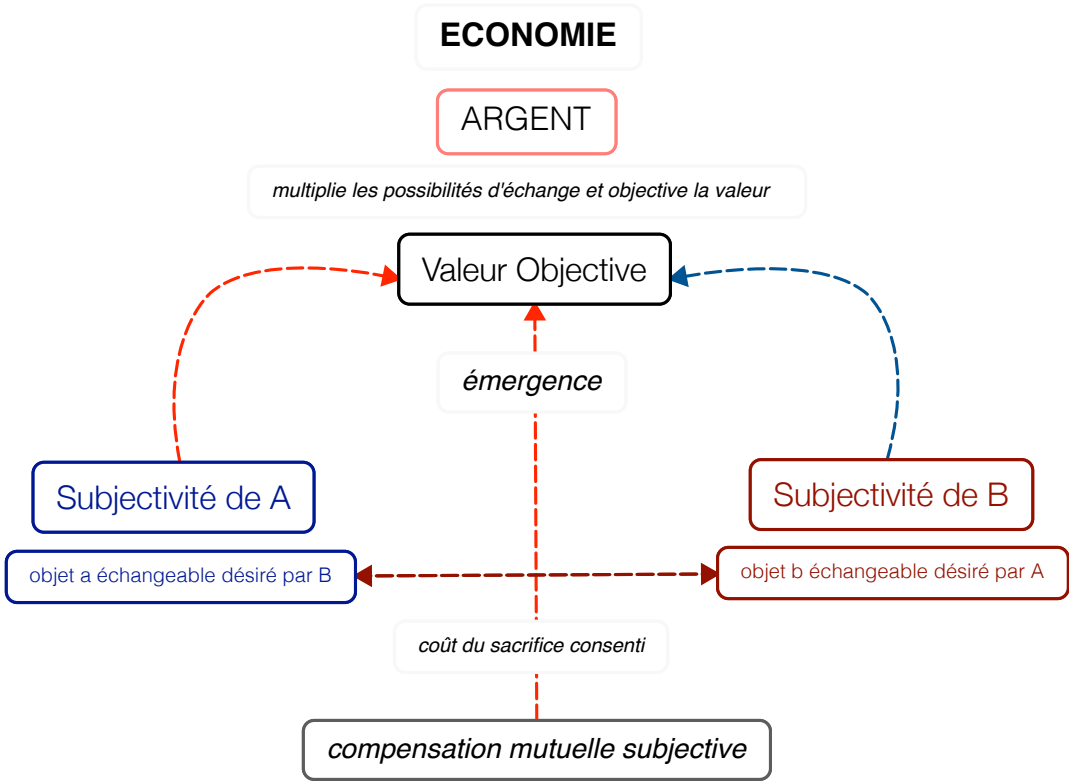 ECONOMIE
ARGENT
multiplie les possibilités d'échange et objective la valeur
Valeur Objective
émergence
Subjectivité de A
Subjectivité de B
objet a échangeable désiré par B
objet b échangeable désiré par A
coût du sacrifice consenti
compensation mutuelle subjective